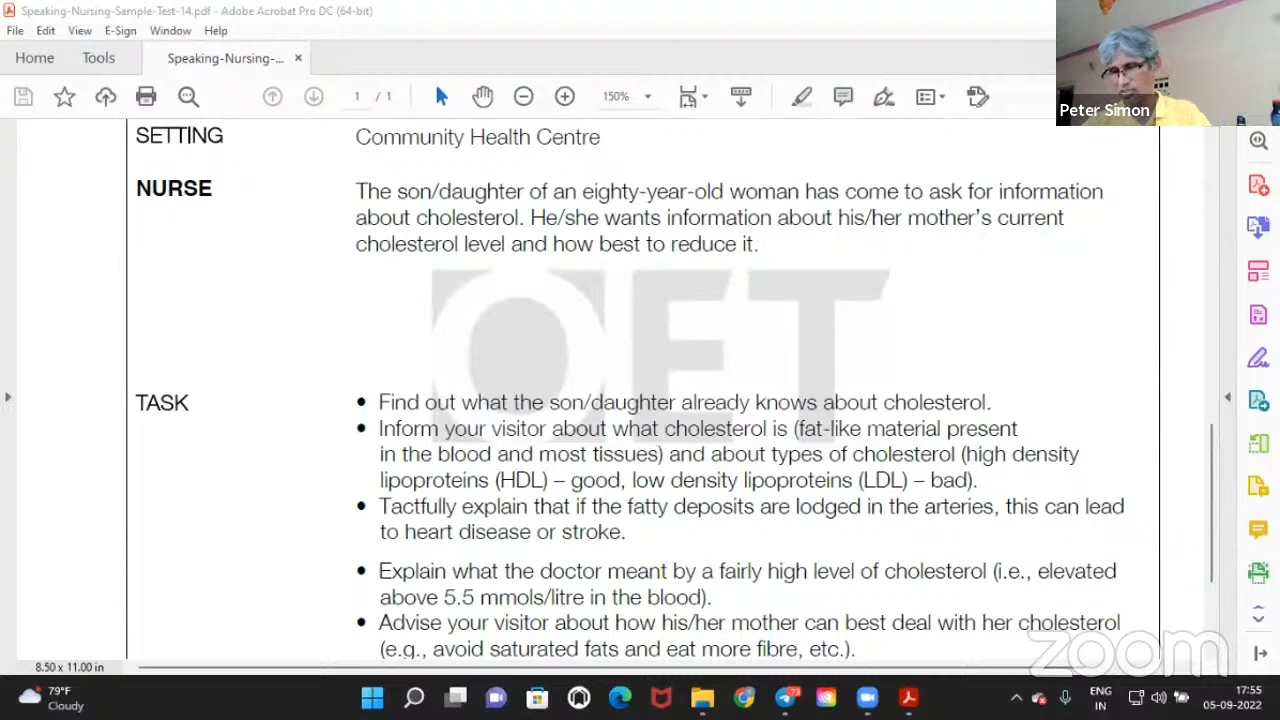 Speaking-Nursing-Sample-Test-14.pdf - Adobe Acrobat Pro DC (64-bit)
File Edit View E-Sign Window Help
Home Tools Speaking-Nursing-... ×
1 / 1 150%
Peter Simon
SETTING Community Health Centre
NURSE The son/daughter of an eighty-year-old woman has come to ask for information
about cholesterol. He/she wants information about his/her mother's current
cholesterol level and how best to reduce it.
OET
TASK • Find out what the son/daughter already knows about cholesterol.
• Inform your visitor about what cholesterol is (fat-like material present
in the blood and most tissues) and about types of cholesterol (high density
lipoproteins (HDL) – good, low density lipoproteins (LDL) – bad).
• Tactfully explain that if the fatty deposits are lodged in the arteries, this can lead
to heart disease or stroke.
• Explain what the doctor meant by a fairly high level of cholesterol (i.e., elevated
above 5.5 mmols/litre in the blood).
• Advise your visitor about how his/her mother can best deal with her cholesterol
(e.g., avoid saturated fats and eat more fibre, etc.).
zoom
8.50 x 11.00 in
79°F
Cloudy
73
ENG
IN
17:55
05-09-2022